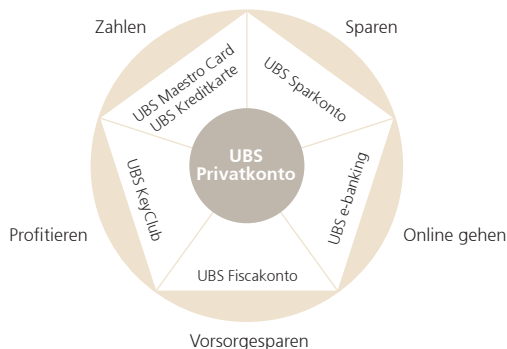 Zahlen
Sparen
UBS Maestro Card
UBS Kreditkarte
UBS Sparkonto
UBS
Privatkonto
UBS KeyClub
UBS e-banking
Profitieren
Online gehen
UBS Fiscakonto
Vorsorgesparen